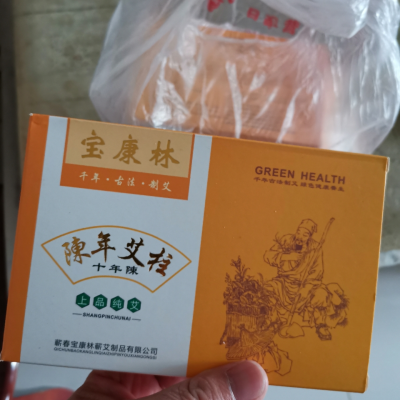 宝康林
千年·古法·制艾
陳年艾柱
十年陳
上品纯艾
SHANGPINCHUNAI
蕲春宝康林蕲艾制品有限公司
GREEN HEALTH